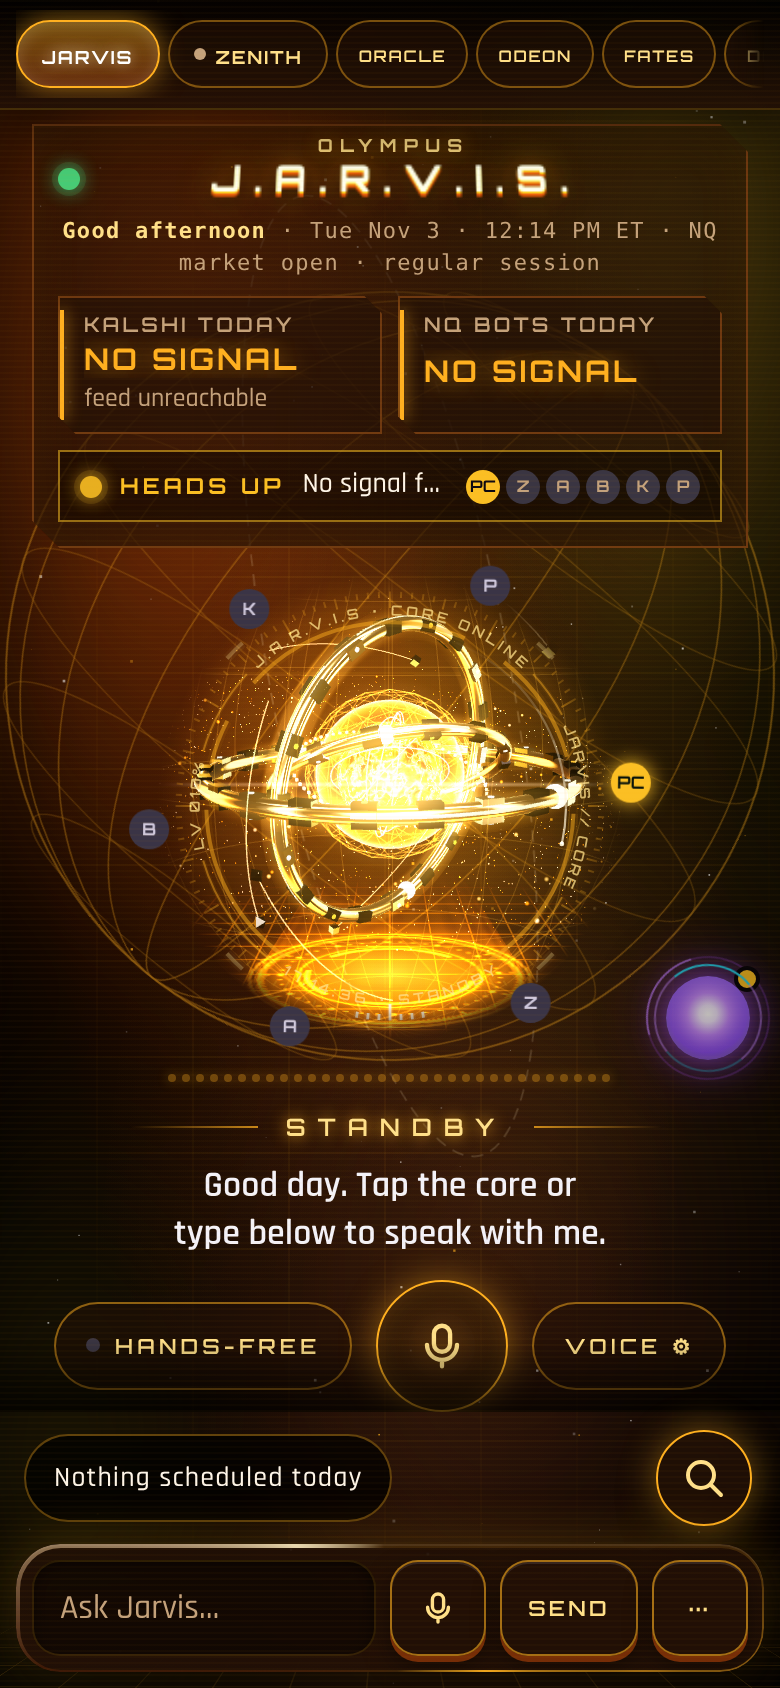 JARVIS
ZENITH
ORACLE
ODEON
FATES
OLYMPUS
J.A.R.V.I.S.
Good afternoon · Tue Nov 3 · 12:14 PM ET · NQ
market open · regular session
KALSHI TODAY
NO SIGNAL
feed unreachable
NQ BOTS TODAY
NO SIGNAL
HEADS UP No signal f... PC Z A B K P
K
P
J.A.R.V.I.S · CORE ONLINE
JARVIS // CORE
PC
B
A
Z
STANDBY
Good day. Tap the core or
type below to speak with me.
HANDS-FREE
VOICE ⚙
Nothing scheduled today
Ask Jarvis...
SEND
...